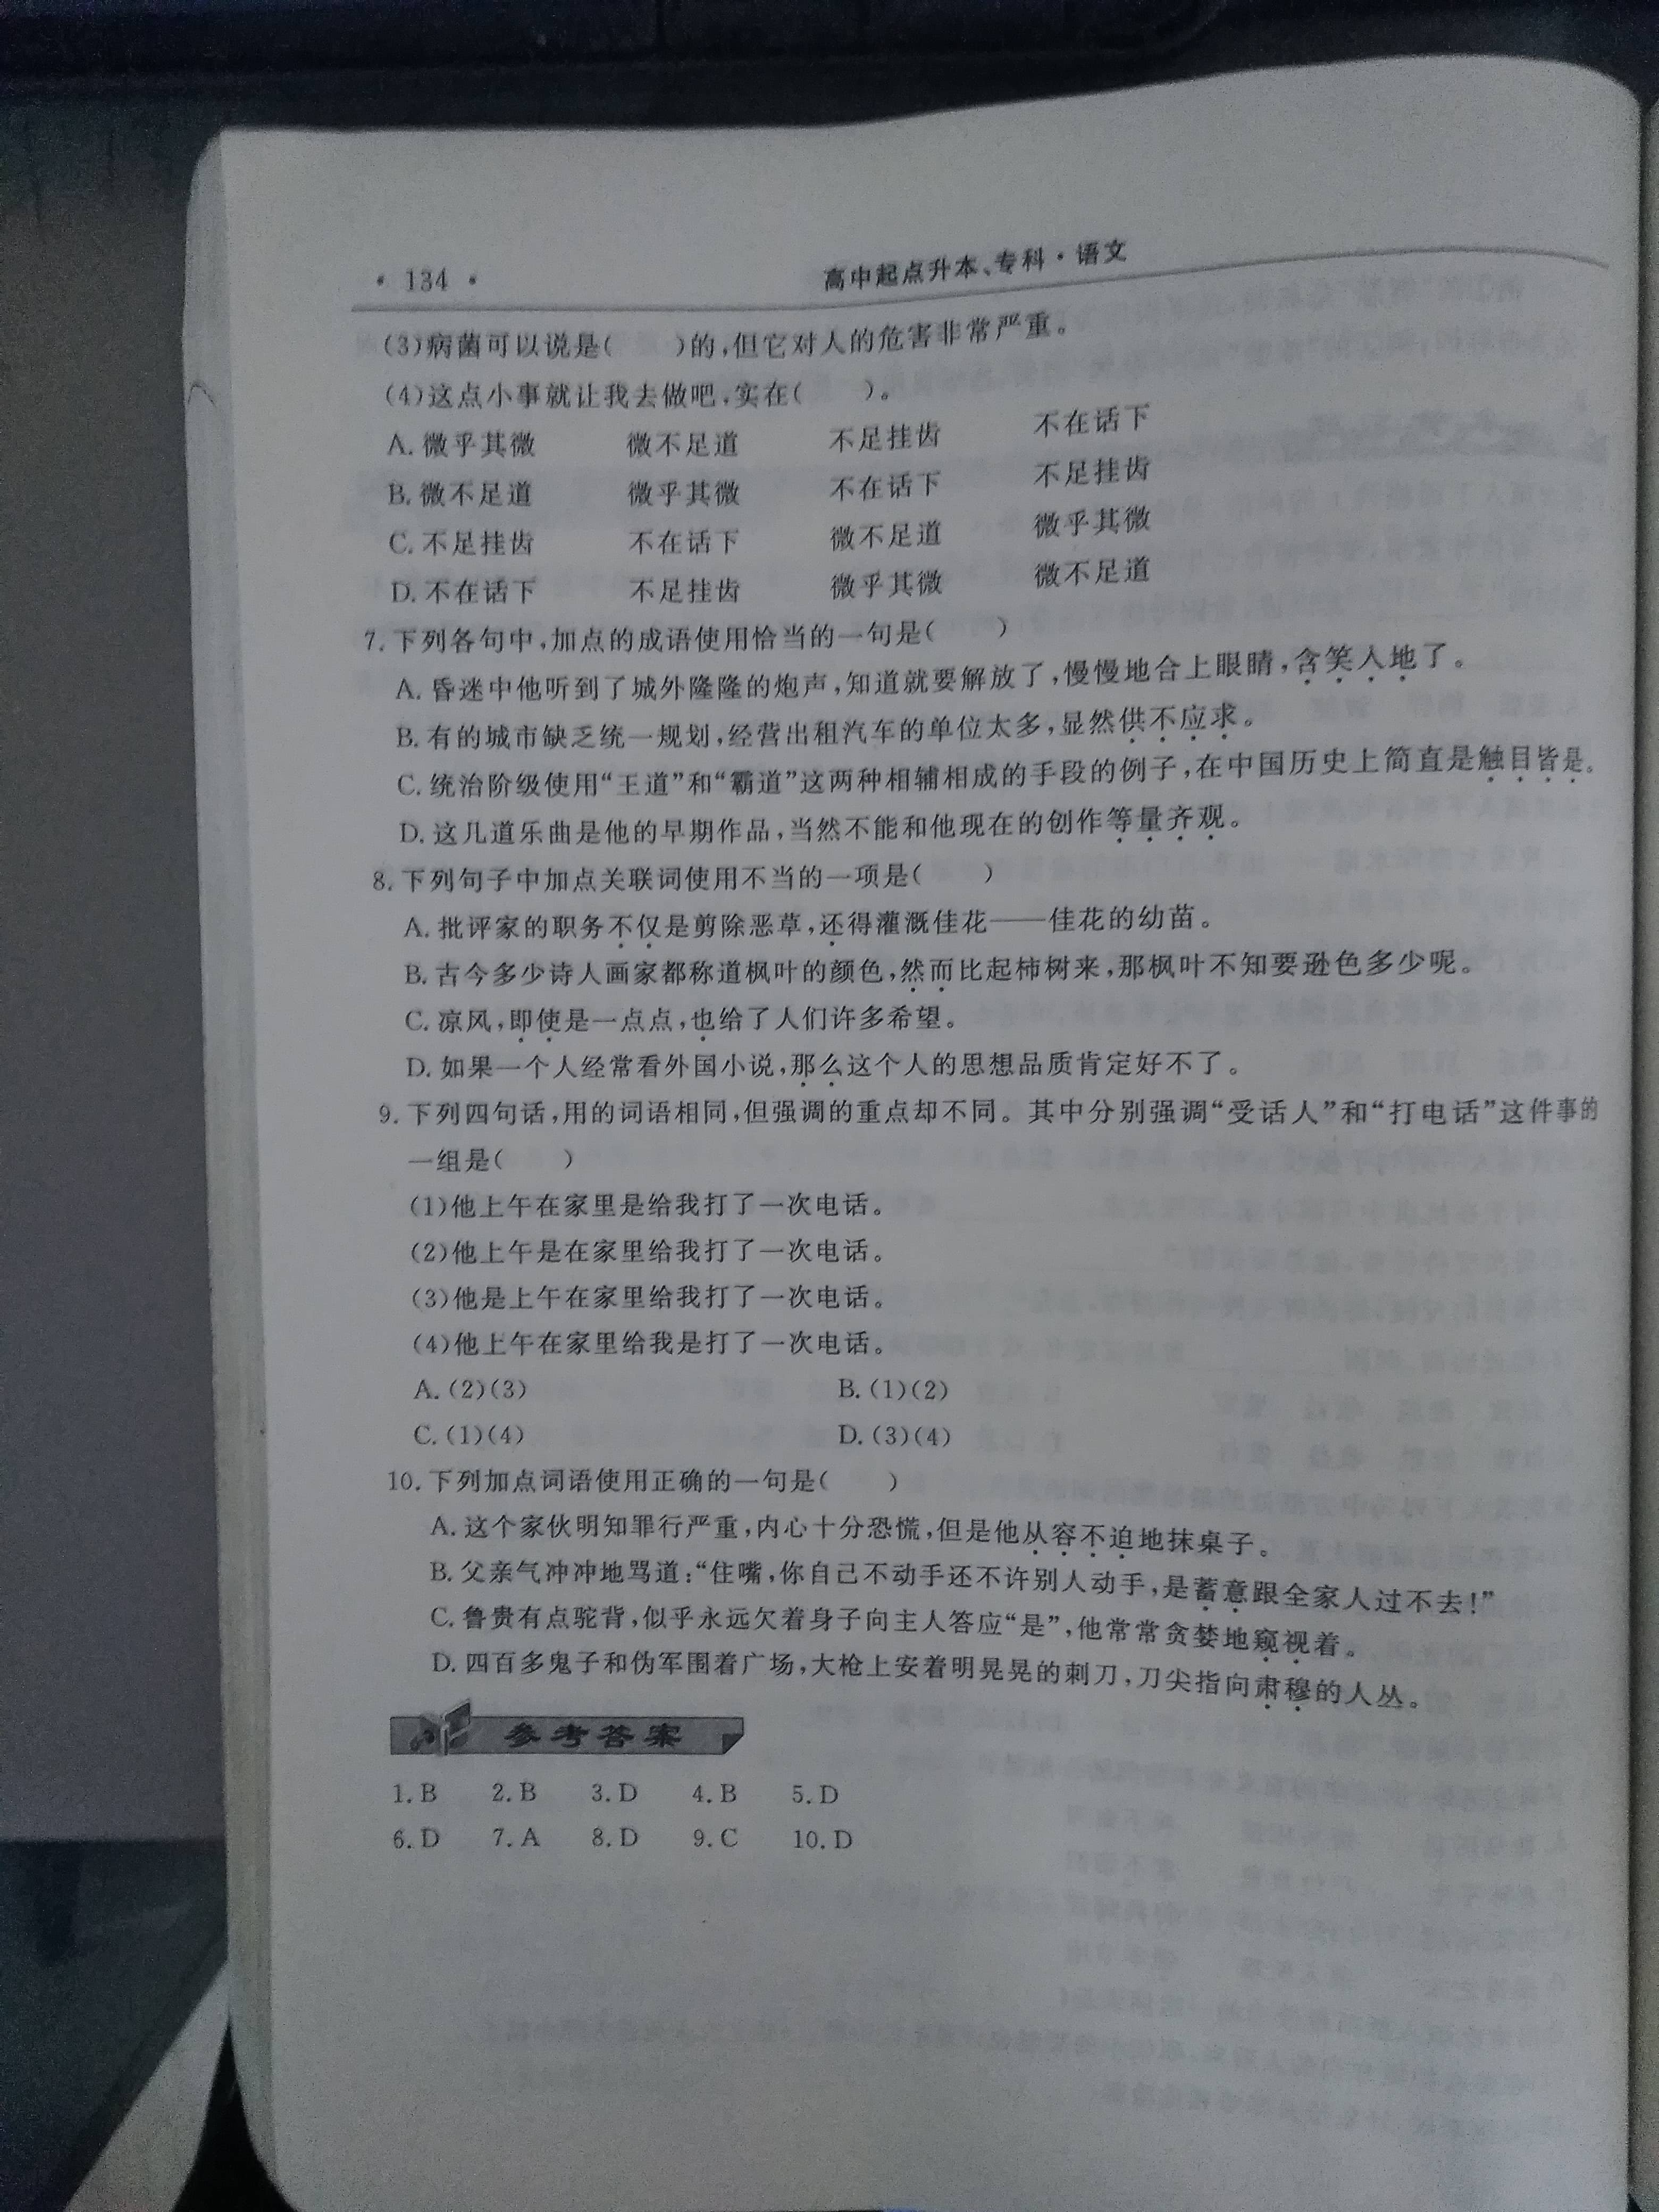 · 134 ·
高中起点升本、专科·语文
(3)病菌可以说是(　　)的,但它对人的危害非常严重。
(4)这点小事就让我去做吧,实在(　　)。
A. 微乎其微　　微不足道　　不足挂齿　　不在话下
B. 微不足道　　微乎其微　　不在话下　　不足挂齿
C. 不足挂齿　　不在话下　　微不足道　　微乎其微
D. 不在话下　　不足挂齿　　微乎其微　　微不足道
7. 下列各句中,加点的成语使用恰当的一句是(　　)
A. 昏迷中他听到了城外隆隆的炮声,知道就要解放了,慢慢地合上眼睛,含笑入地了。
B. 有的城市缺乏统一规划,经营出租汽车的单位太多,显然供不应求。
C. 统治阶级使用“王道”和“霸道”这两种相辅相成的手段的例子,在中国历史上简直是触目皆是。
D. 这几道乐曲是他的早期作品,当然不能和他现在的创作等量齐观。
8. 下列句子中加点关联词使用不当的一项是(　　)
A. 批评家的职务不仅是剪除恶草,还得灌溉佳花——佳花的幼苗。
B. 古今多少诗人画家都称道枫叶的颜色,然而比起柿树来,那枫叶不知要逊色多少呢。
C. 凉风,即使是一点点,也给了人们许多希望。
D. 如果一个人经常看外国小说,那么这个人的思想品质肯定好不了。
9. 下列四句话,用的词语相同,但强调的重点却不同。其中分别强调“受话人”和“打电话”这件事的
一组是(　　)
(1)他上午在家里是给我打了一次电话。
(2)他上午是在家里给我打了一次电话。
(3)他是上午在家里给我打了一次电话。
(4)他上午在家里给我是打了一次电话。
A. (2)(3)　　B. (1)(2)
C. (1)(4)　　D. (3)(4)
10. 下列加点词语使用正确的一句是(　　)
A. 这个家伙明知罪行严重,内心十分恐慌,但是他从容不迫地抹桌子。
B. 父亲气冲冲地骂道:“住嘴,你自己不动手还不许别人动手,是蓄意跟全家人过不去!”
C. 鲁贵有点驼背,似乎永远欠着身子向主人答应“是”,他常常贪婪地窥视着。
D. 四百多鬼子和伪军围着广场,大枪上安着明晃晃的刺刀,刀尖指向肃穆的人丛。
参考答案
1. B　2. B　3. D　4. B　5. D
6. D　7. A　8. D　9. C　10. D